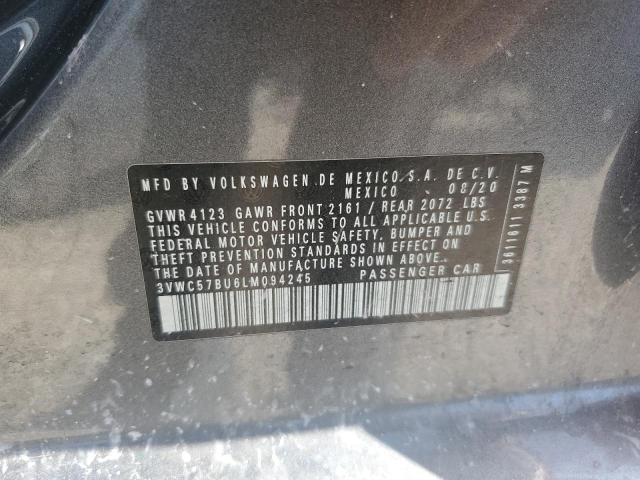 MFD BY VOLKSWAGEN DE MEXICO S.A. DE C.V.
MEXICO 08/20
GVWR 4123 GAWR FRONT 2161 / REAR 2072 LBS
THIS VEHICLE CONFORMS TO ALL APPLICABLE U.S.
FEDERAL MOTOR VEHICLE SAFETY, BUMPER AND
THEFT PREVENTION STANDARDS IN EFFECT ON
THE DATE OF MANUFACTURE SHOWN ABOVE.
3VWC57BU6LM094245 PASSENGER CAR
3611611 3387 M